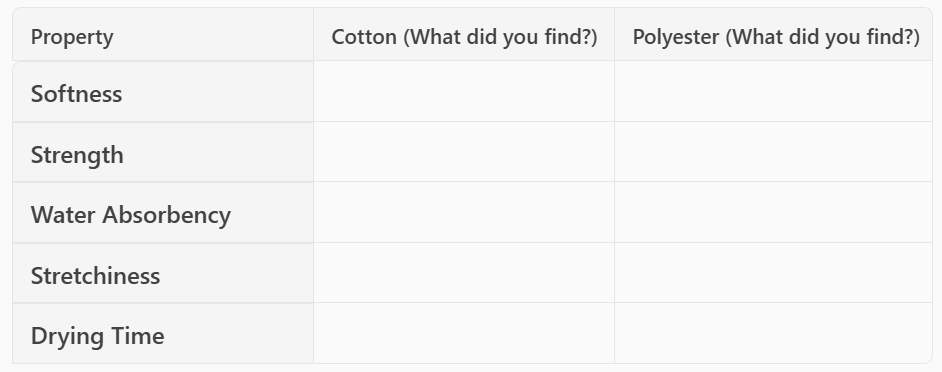 Property Cotton (What did you find?) Polyester (What did you find?)
Softness
Strength
Water Absorbency
Stretchiness
Drying Time